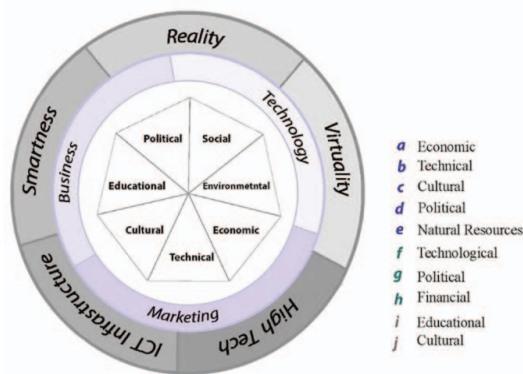 Reality
Smartness
Virtuality
Business
Technology
Political
Social
Educational
Environmetntal
Cultural
Economic
Technical
Marketing
ICT Infrastructure
High Tech
a Economic
b Technical
c Cultural
d Political
e Natural Resources
f Technological
g Political
h Financial
i Educational
j Cultural